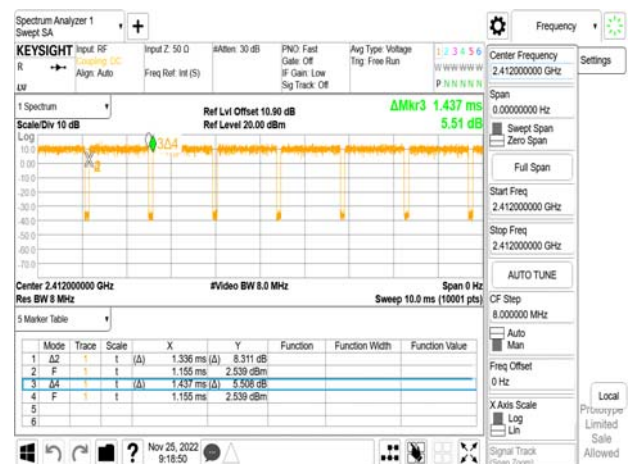 Spectrum Analyzer 1
Swept SA
Frequency
KEYSIGHT Input: RF Input Z: 50 Ω #Atten: 30 dB PNO: Fast Avg Type: Voltage 1 2 3 4 5 6
R Coupling: DC Gate: Off Trig: Free Run
Align: Auto Freq Ref: Int (S) IF Gain: Low W W W W W W
Sig Track: Off P N N N N N
LU
1 Spectrum Ref Lvl Offset 10.90 dB ΔMkr3 1.437 ms
Scale/Div 10 dB Ref Level 20.00 dBm 5.51 dB
Log
10.0
0.00
-10.0
-20.0
-30.0
-40.0
-50.0
-60.0
-70.0
3Δ4
Center 2.412000000 GHz #Video BW 8.0 MHz Span 0 Hz
Res BW 8 MHz Sweep 10.0 ms (10001 pts)
5 Marker Table
Mode Trace Scale X Y Function Function Width Function Value
1 Δ2 1 t (Δ) 1.336 ms (Δ) 8.311 dB
2 F 1 t 1.155 ms 2.539 dBm
3 Δ4 1 t (Δ) 1.437 ms (Δ) 5.508 dB
4 F 1 t 1.155 ms 2.539 dBm
5
6
Nov 25, 2022
9:18:50
Center Frequency
2.412000000 GHz
Settings
Span
0.00000000 Hz
Swept Span
Zero Span
Full Span
Start Freq
2.412000000 GHz
Stop Freq
2.412000000 GHz
AUTO TUNE
CF Step
8.000000 MHz
Auto
Man
Freq Offset
0 Hz
X Axis Scale
Log
Lin
Signal Track
(Span Zoom)
Local
Prototype
Limited
Sale
Allowed